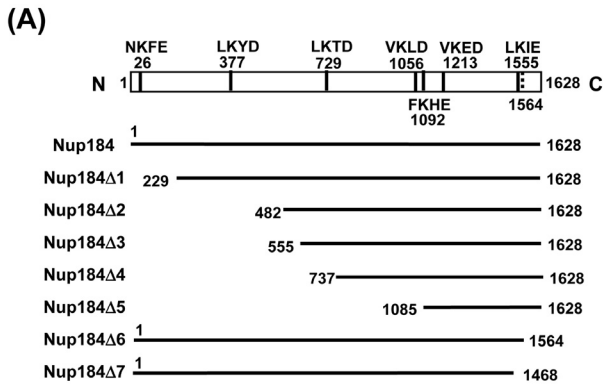 (A)
NKFE LKYD LKTD VKLD VKED LKIE
26 377 729 1056 1213 1555
N 1 1628 C
FKHE 1564
1092
1
Nup184 1628
Nup184Δ1 229 1628
Nup184Δ2 482 1628
Nup184Δ3 555 1628
Nup184Δ4 737 1628
Nup184Δ5 1085 1628
Nup184Δ6 1 1564
Nup184Δ7 1 1468